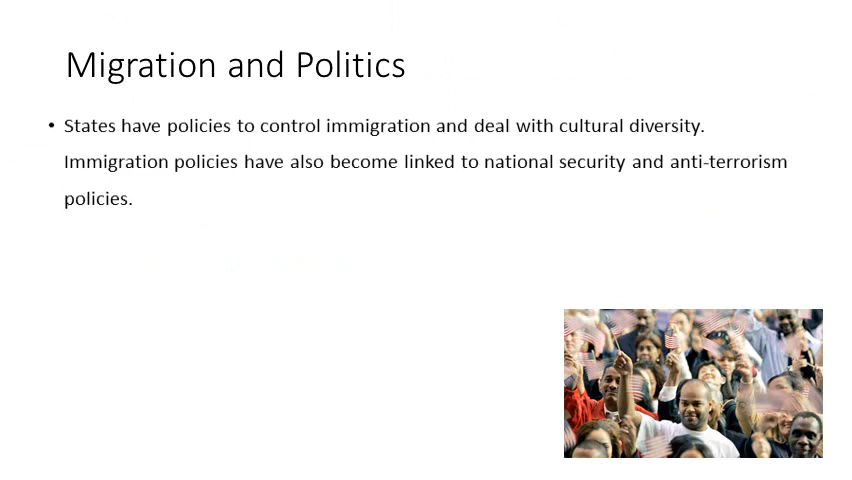 Migration and Politics
• States have policies to control immigration and deal with cultural diversity.
Immigration policies have also become linked to national security and anti-terrorism
policies.